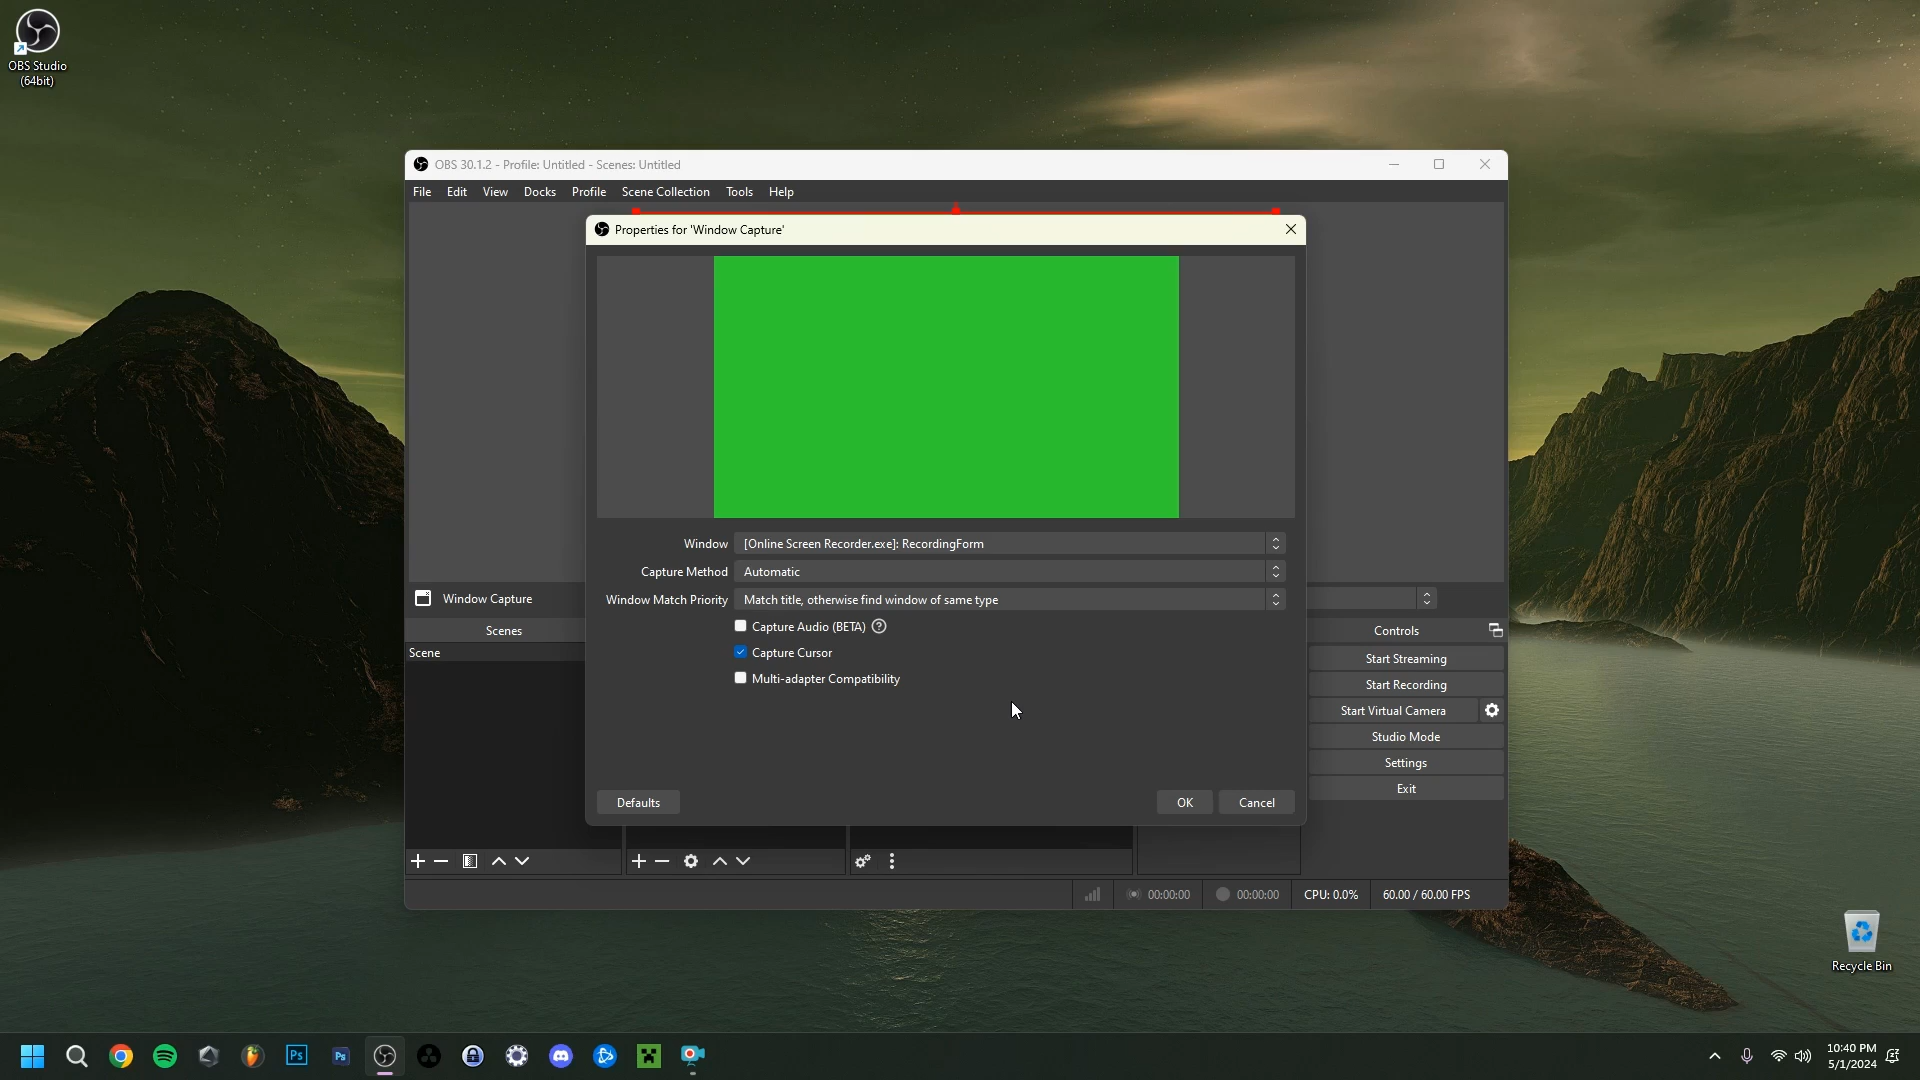 OBS Studio
(64bit)
OBS 30.1.2 - Profile: Untitled - Scenes: Untitled
File Edit View Docks Profile Scene Collection Tools Help
Properties for 'Window Capture'
Window [Online Screen Recorder.exe]: RecordingForm
Capture Method Automatic
Window Match Priority Match title, otherwise find window of same type
Capture Audio (BETA) ?
Capture Cursor
Multi-adapter Compatibility
Defaults OK Cancel
Window Capture
Scenes
Scene
Controls
Start Streaming
Start Recording
Start Virtual Camera
Studio Mode
Settings
Exit
00:00:00 00:00:00 CPU: 0.0% 60.00 / 60.00 FPS
Recycle Bin
Ps Ps
10:40 PM
5/1/2024